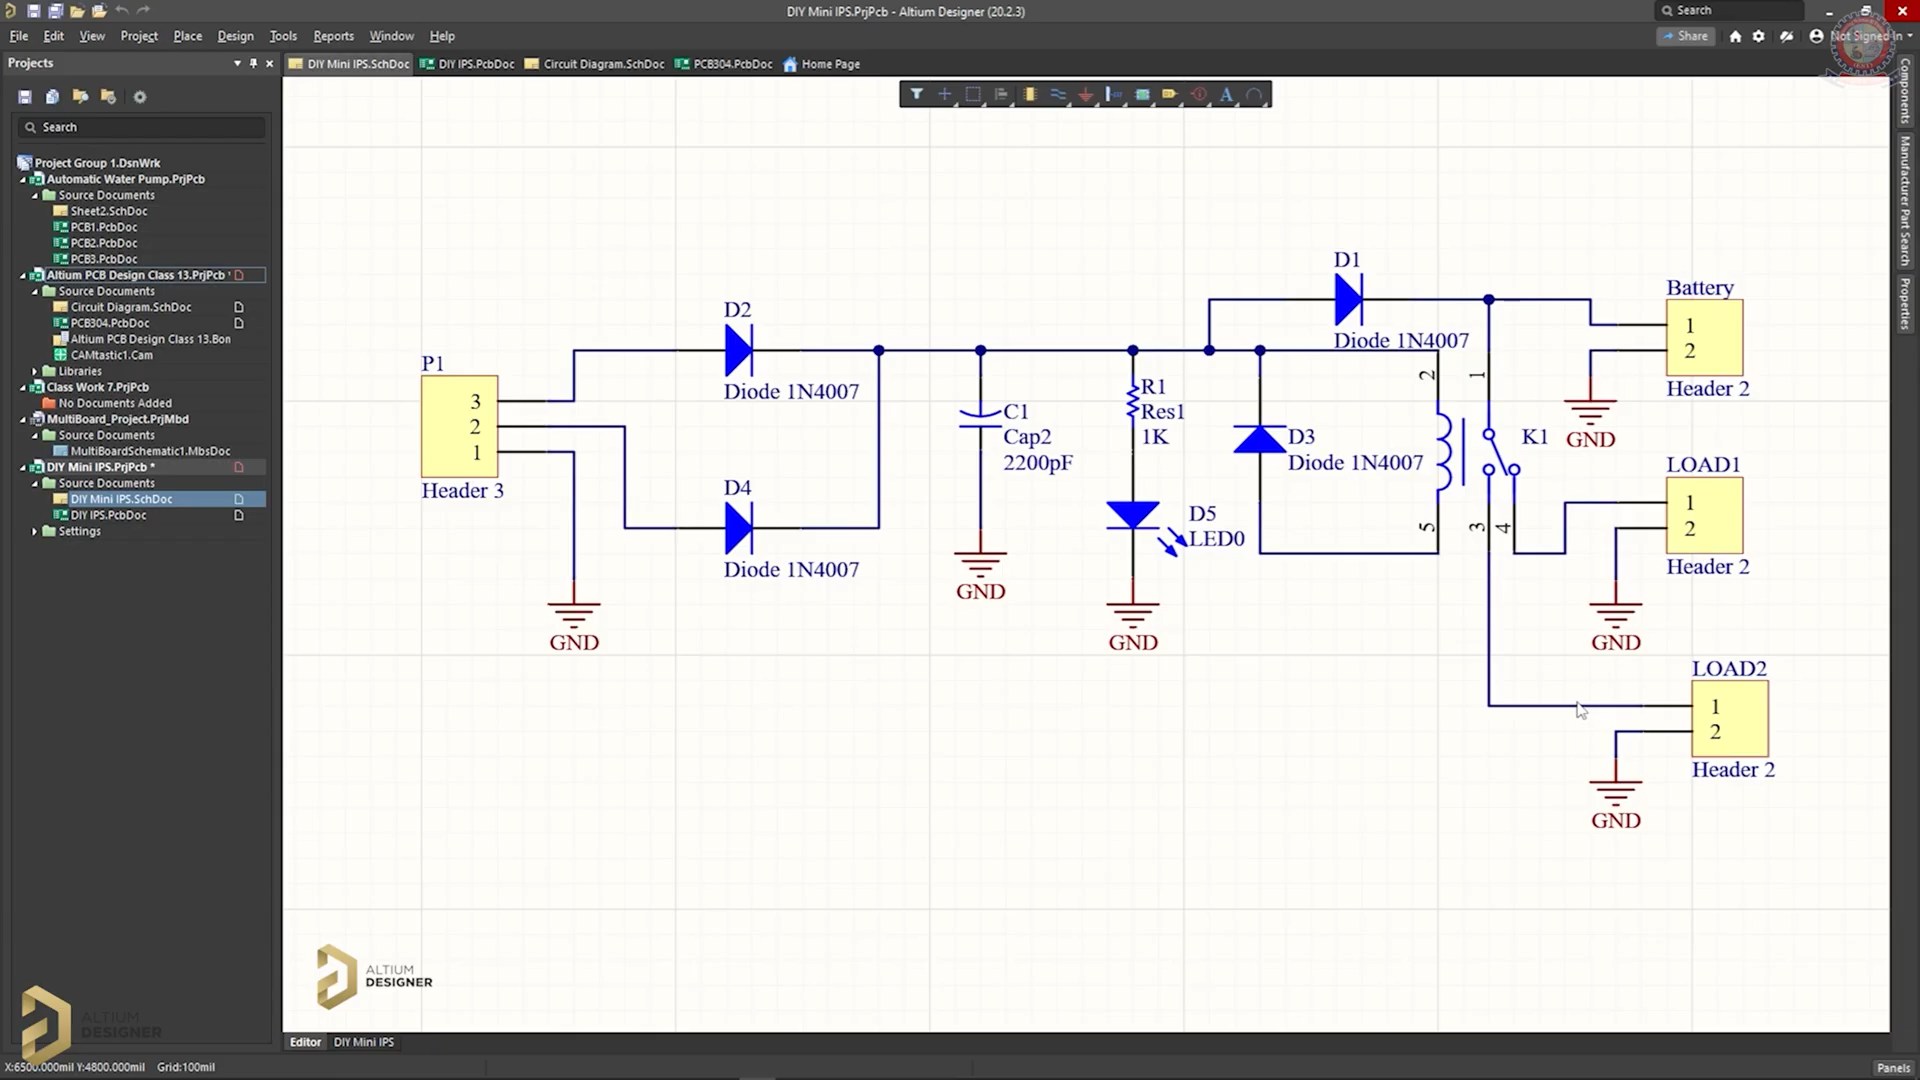 DIY Mini IPS.PrjPcb - Altium Designer (20.2.3)
Search
File Edit View Project Place Design Tools Reports Window Help
Share
Not Signed In
Projects
DIY Mini IPS.SchDoc
DIY IPS.PcbDoc
Circuit Diagram.SchDoc
PCB304.PcbDoc
Home Page
Search
Project Group 1.DsnWrk
Automatic Water Pump.PrjPcb
Source Documents
Sheet2.SchDoc
PCB1.PcbDoc
PCB2.PcbDoc
PCB3.PcbDoc
Altium PCB Design Class 13.PrjPcb
Source Documents
Circuit Diagram.SchDoc
PCB304.PcbDoc
Altium PCB Design Class 13.Bom
CAMtastic1.Cam
Libraries
Class Work 7.PrjPcb
No Documents Added
MultiBoard_Project.PrjMbd
Source Documents
MultiBoardSchematic1.MbsDoc
DIY Mini IPS.PrjPcb *
Source Documents
DIY Mini IPS.SchDoc
DIY IPS.PcbDoc
Settings
P1
3
2
1
Header 3
GND
D2
Diode 1N4007
D4
Diode 1N4007
C1
Cap2
2200pF
GND
R1
Res1
1K
D5
LED0
GND
D1
Diode 1N4007
D3
Diode 1N4007
2
1
K1
5
3
4
Battery
1
2
Header 2
GND
LOAD1
1
2
Header 2
GND
LOAD2
1
2
Header 2
GND
ALTIUM
DESIGNER
ALTIUM
DESIGNER
Components
Manufacturer Part Search
Properties
Editor
DIY Mini IPS
X:6500.000mil Y:4800.000mil Grid:100mil
Panels